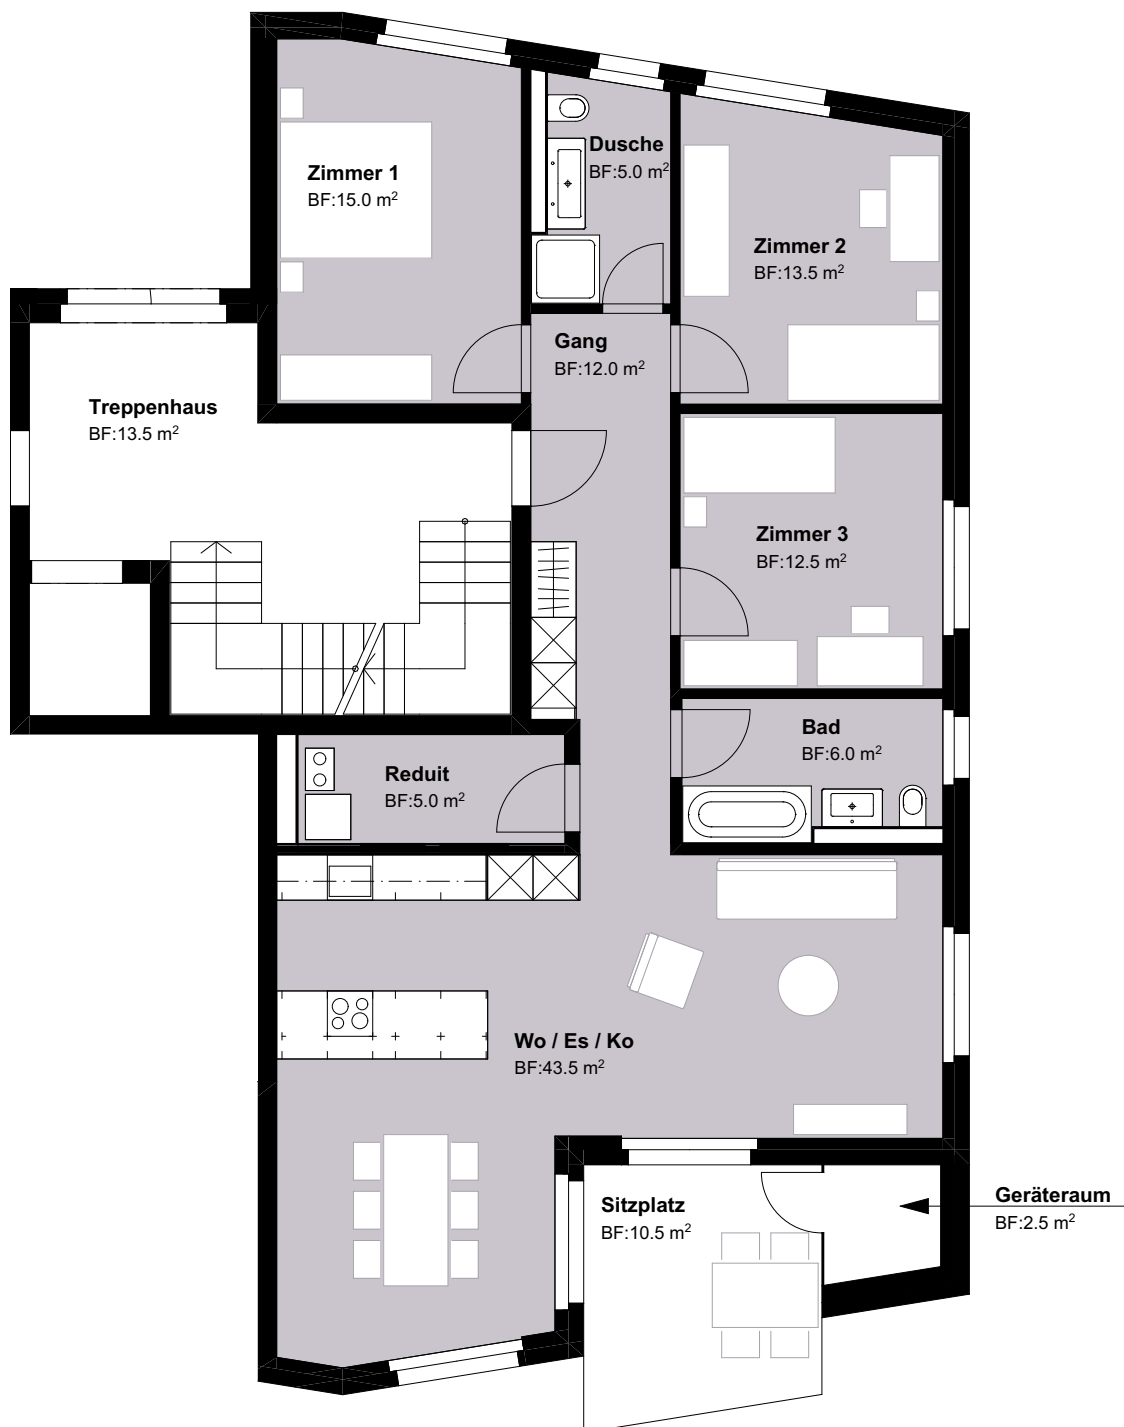 Dusche
BF:5.0 m²
Zimmer 1
BF:15.0 m²
Zimmer 2
BF:13.5 m²
Gang
BF:12.0 m²
Treppenhaus
BF:13.5 m²
Zimmer 3
BF:12.5 m²
Bad
BF:6.0 m²
Reduit
BF:5.0 m²
Wo / Es / Ko
BF:43.5 m²
Sitzplatz
BF:10.5 m²
Geräteraum
BF:2.5 m²